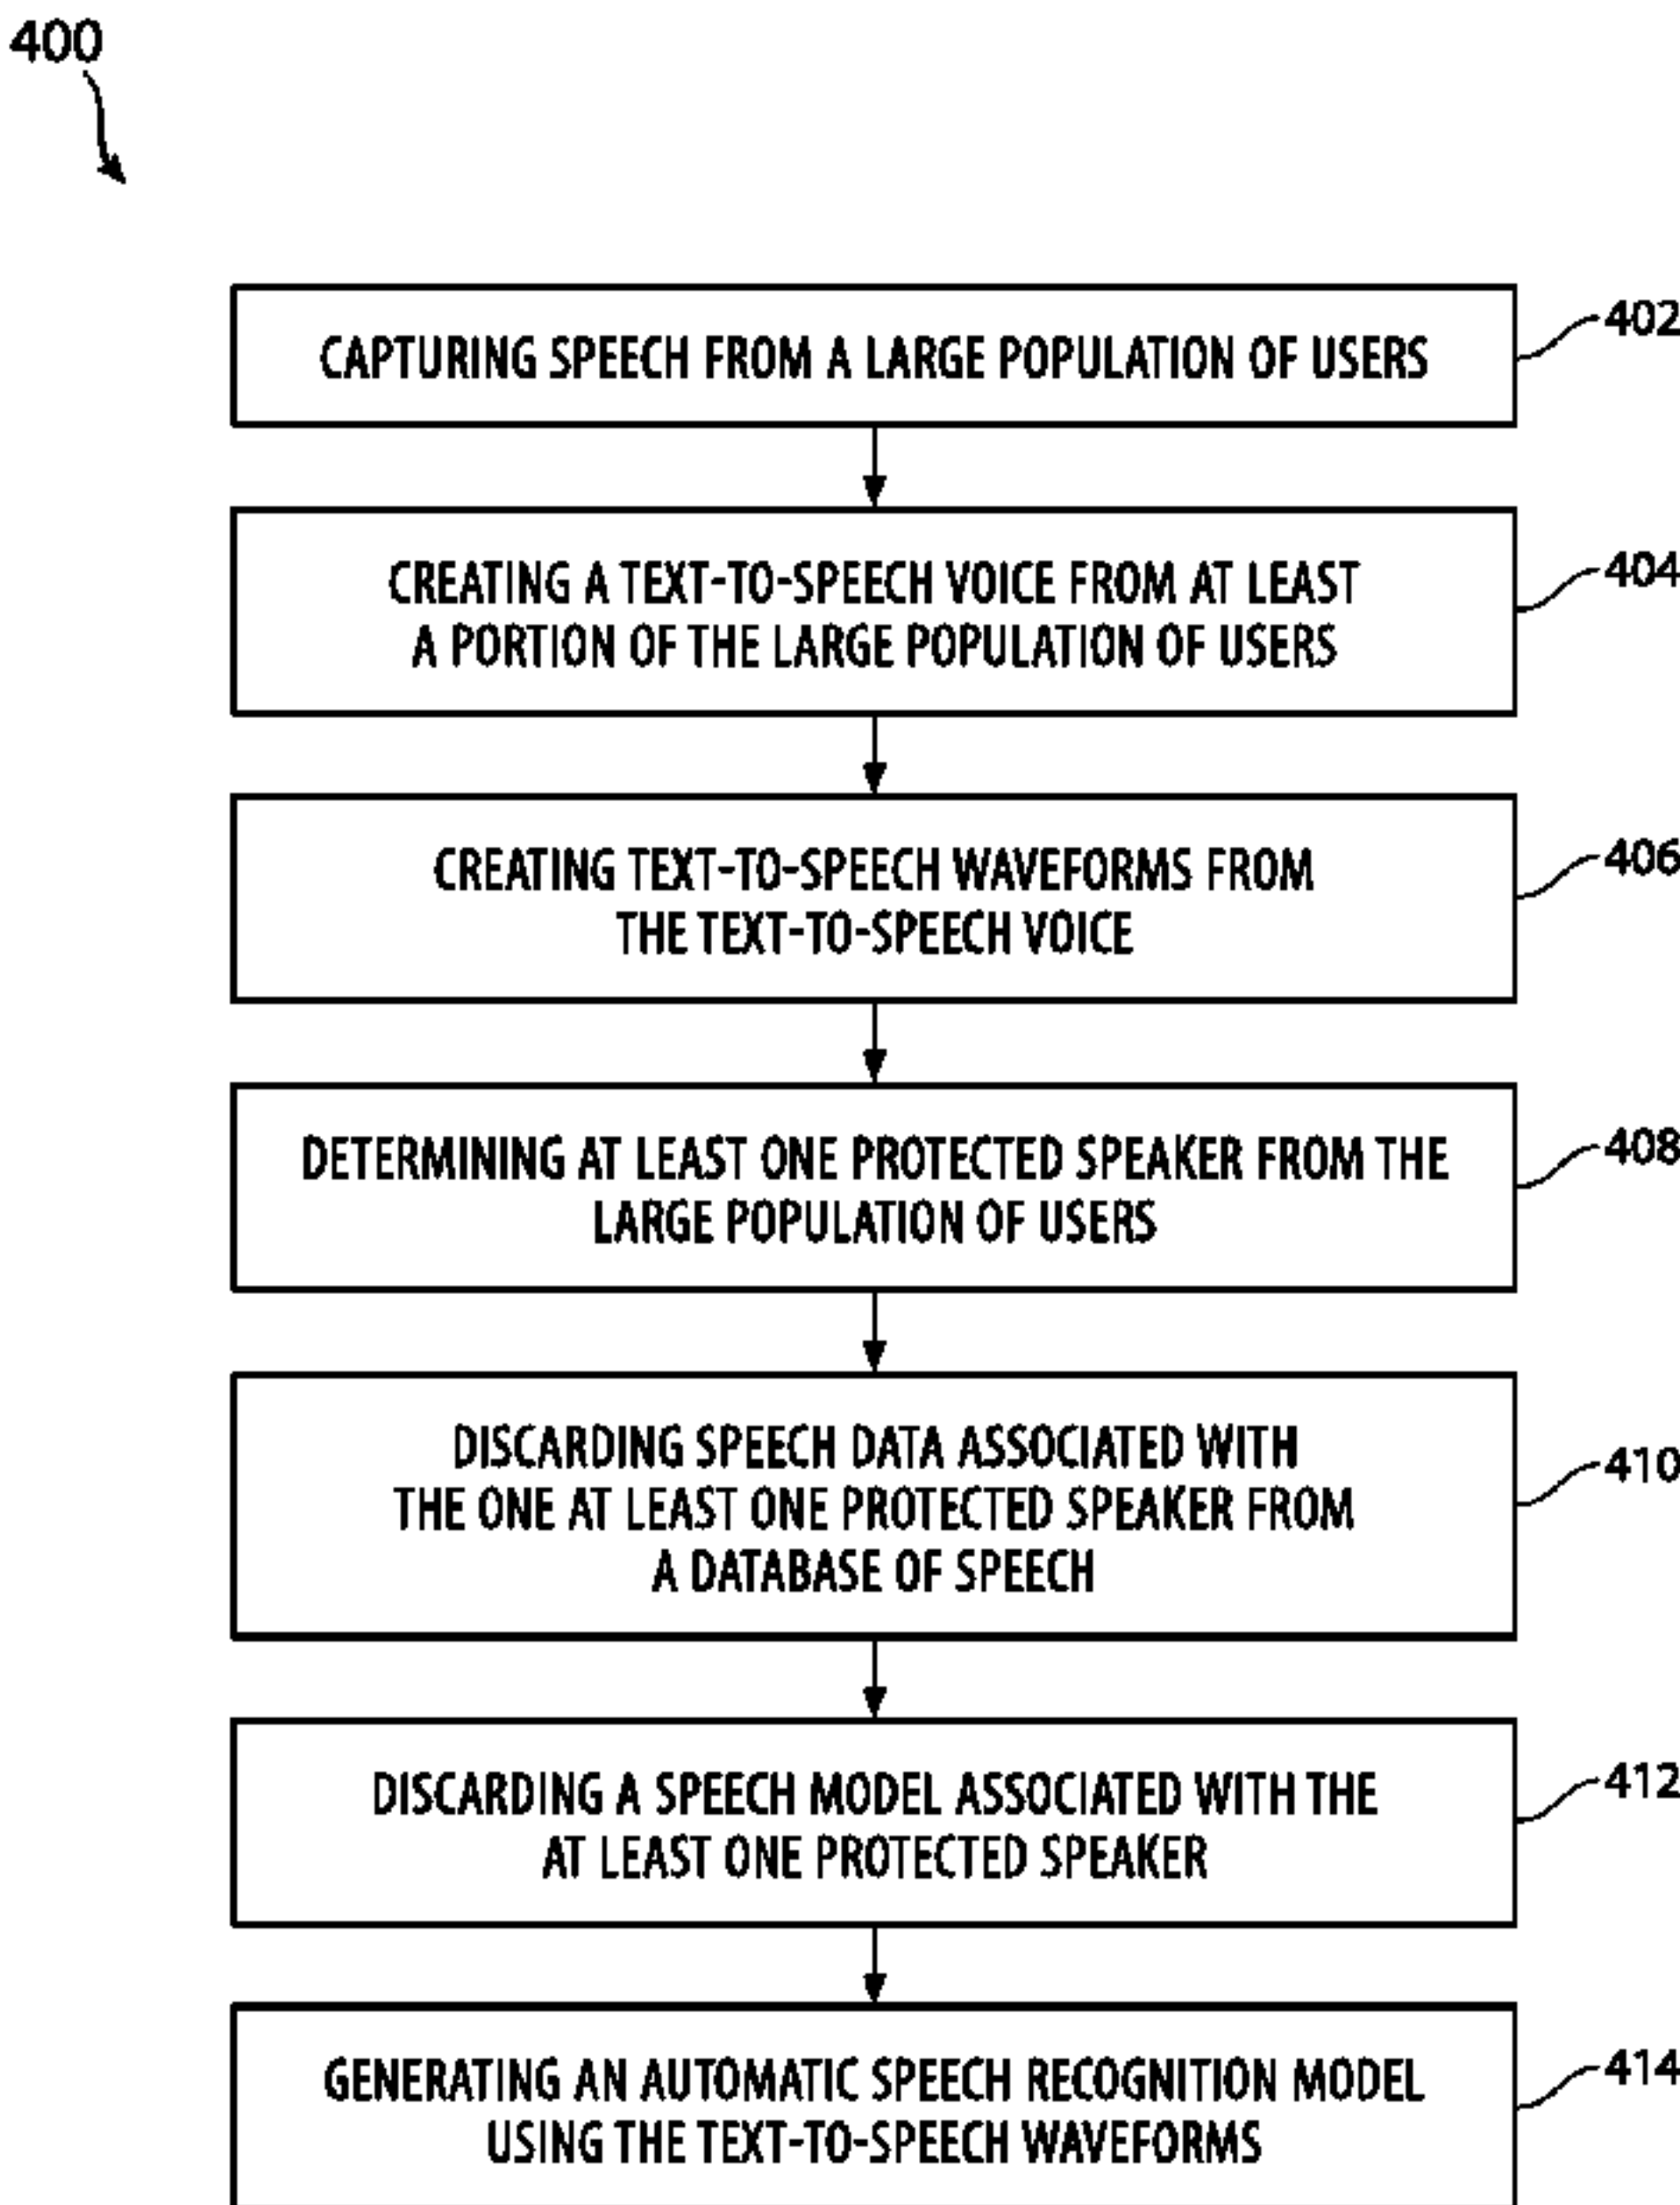 400
CAPTURING SPEECH FROM A LARGE POPULATION OF USERS
402
CREATING A TEXT-TO-SPEECH VOICE FROM AT LEAST
A PORTION OF THE LARGE POPULATION OF USERS
404
CREATING TEXT-TO-SPEECH WAVEFORMS FROM
THE TEXT-TO-SPEECH VOICE
406
DETERMINING AT LEAST ONE PROTECTED SPEAKER FROM THE
LARGE POPULATION OF USERS
408
DISCARDING SPEECH DATA ASSOCIATED WITH
THE ONE AT LEAST ONE PROTECTED SPEAKER FROM
A DATABASE OF SPEECH
410
DISCARDING A SPEECH MODEL ASSOCIATED WITH THE
AT LEAST ONE PROTECTED SPEAKER
412
GENERATING AN AUTOMATIC SPEECH RECOGNITION MODEL
USING THE TEXT-TO-SPEECH WAVEFORMS
414